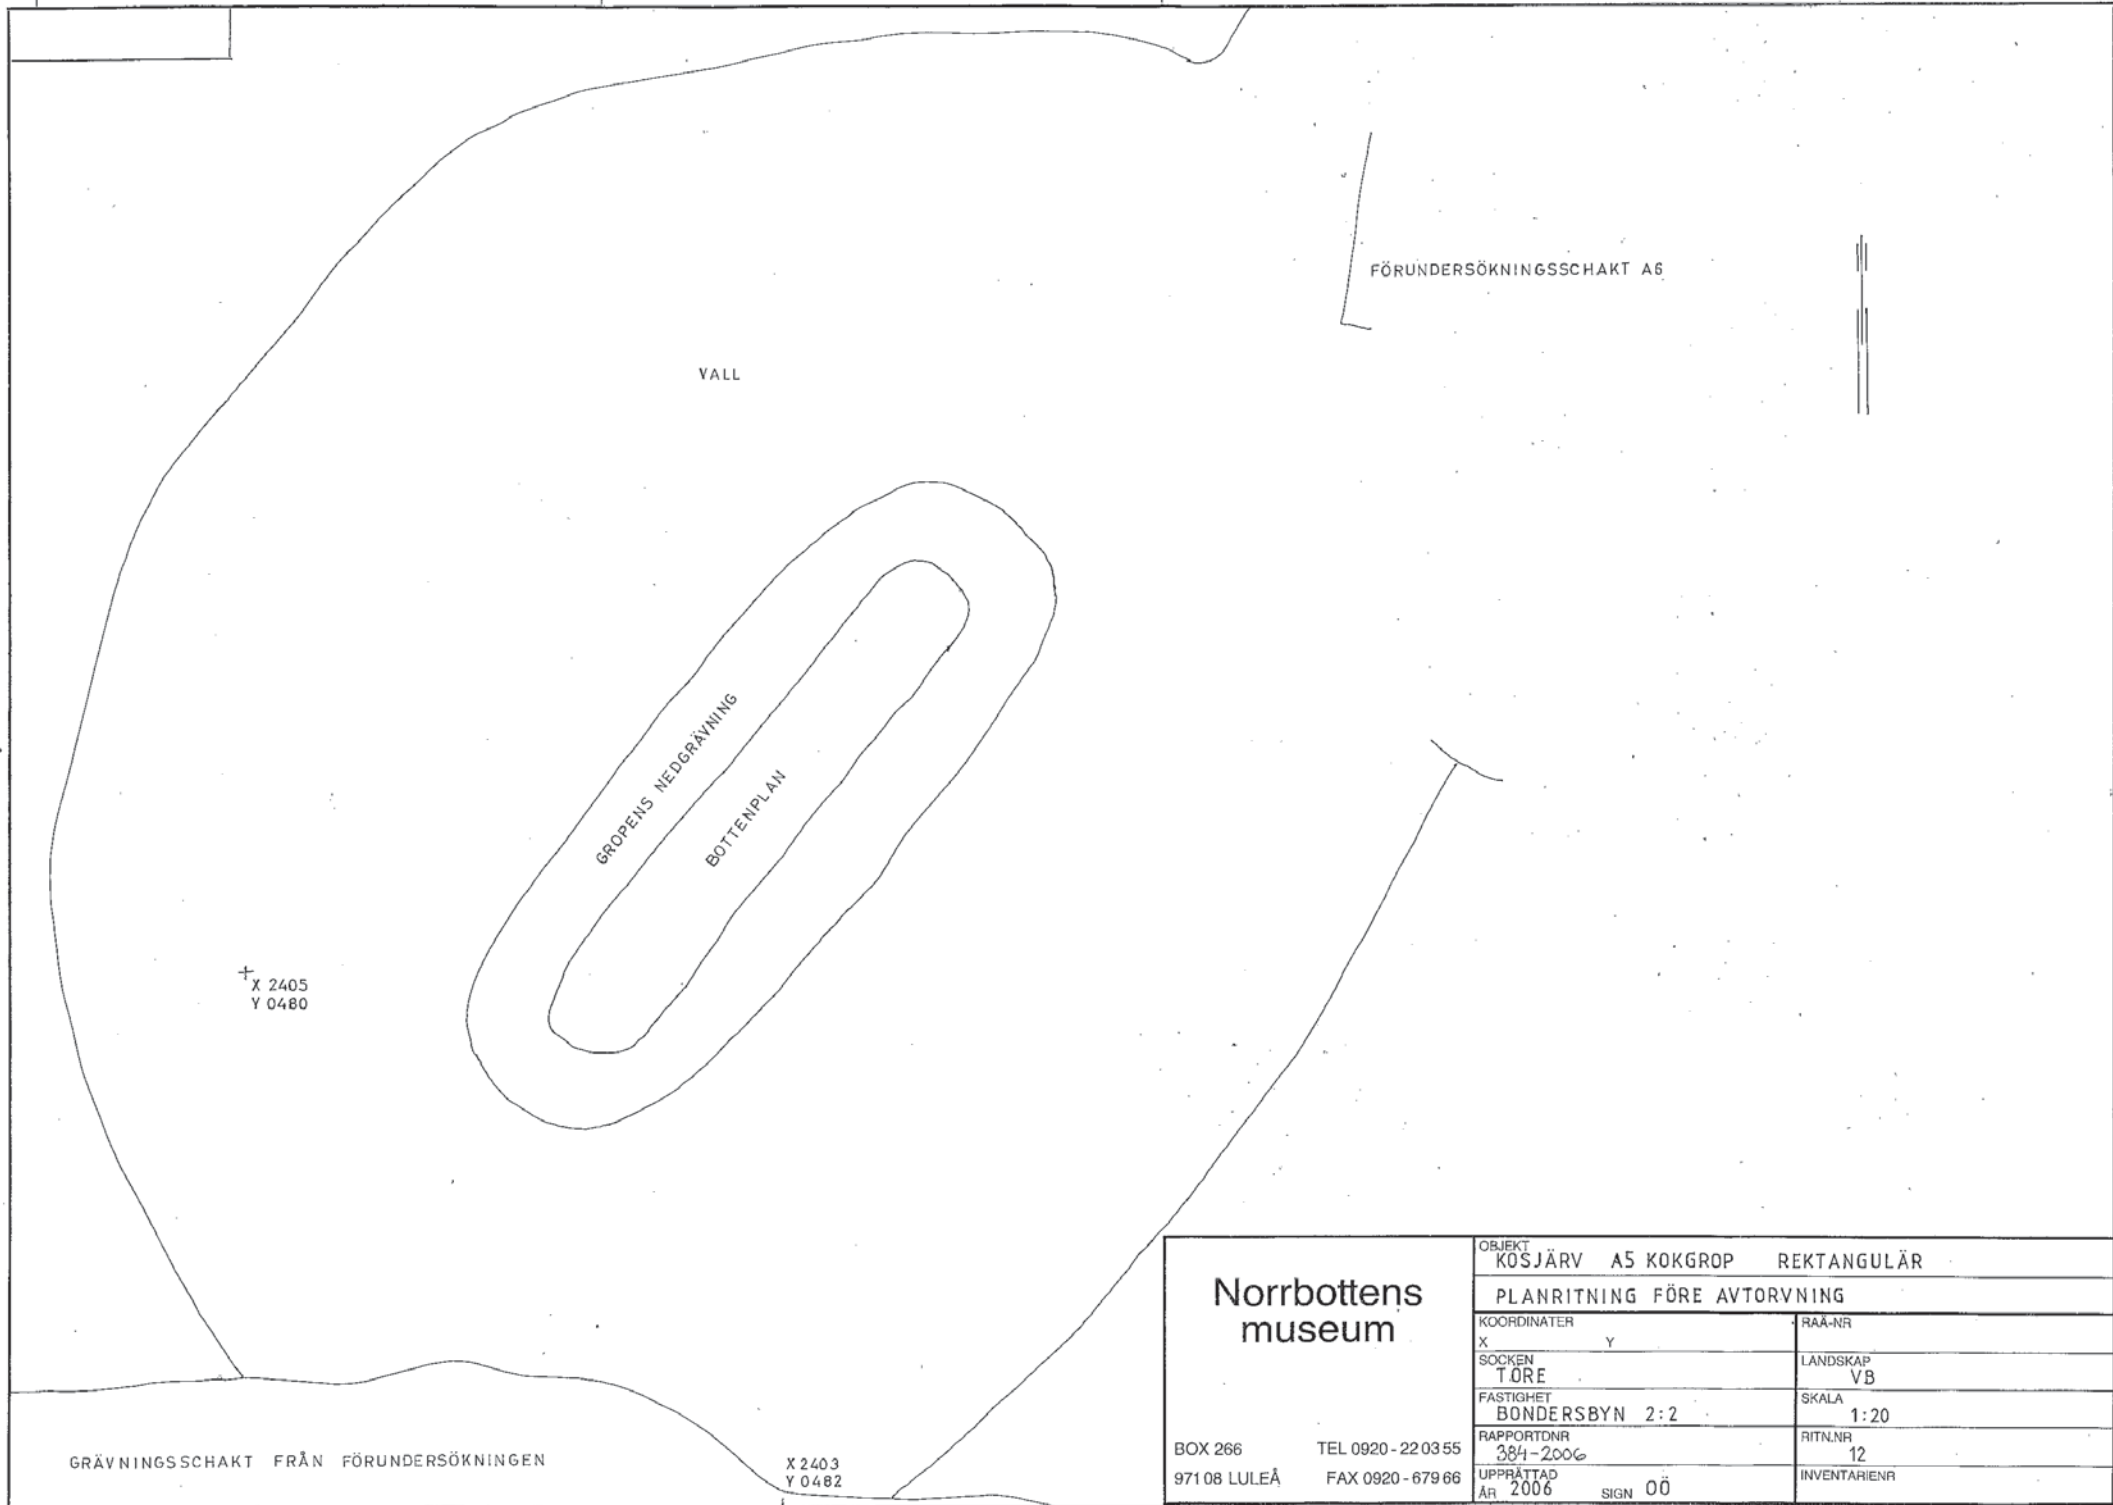 FÖRUNDERSÖKNINGSSCHAKT A6
VALL
GROPENS NEDGRÄVNING
BOTTENPLAN
X 2405
Y 0480
GRÄVNINGSSCHAKT FRÅN FÖRUNDERSÖKNINGEN
X 2403
Y 0482
Norrbottens
museum
BOX 266 TEL 0920-22 03 55
971 08 LULEÅ FAX 0920-679 66
OBJEKT
KOSJÄRV A5 KOKGROP REKTANGULÄR
PLANRITNING FÖRE AVTORVNING
KOORDINATER
X Y
RAÄ-NR
SOCKEN
TÖRE
LANDSKAP
VB
FASTIGHET
BONDERSBYN 2:2
SKALA
1:20
RAPPORTDNR
384-2006
RITN.NR
12
UPPRÄTTAD
ÅR 2006 SIGN OÖ
INVENTARIENR